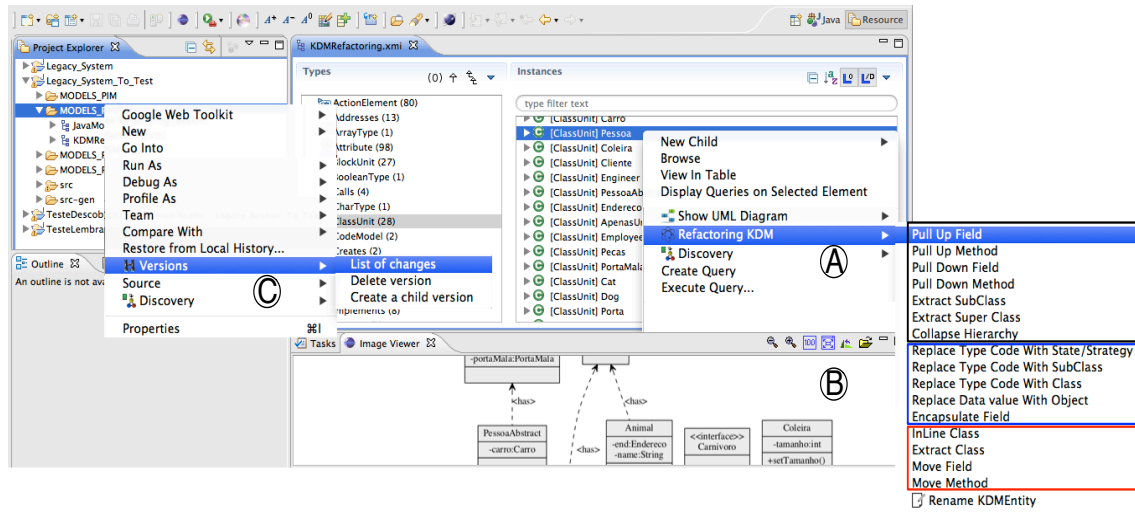 Java
Resource
Project Explorer
Legacy_System
Legacy_System_To_Test
MODELS_PIM
MODELS_
JavaMo
KDMRe
MODELS_
MODELS_
src
src-gen
TesteDescob
TesteLembra
Outline
An outline is not ava
Google Web Toolkit
New
Go Into
Run As
Debug As
Profile As
Team
Compare With
Restore from Local History...
Versions
Source
Discovery
Properties
⌘I
List of changes
Delete version
Create a child version
C
KDMRefactoring.xmi
Types
(0)
ActionElement (80)
Addresses (13)
ArrayType (1)
Attribute (98)
BlockUnit (27)
BooleanType (1)
Calls (4)
CharType (1)
ClassUnit (28)
CodeModel (2)
Creates (2)
Implements (8)
Instances
type filter text
[ClassUnit] Carro
[ClassUnit] Pessoa
[ClassUnit] Coleira
[ClassUnit] Cliente
[ClassUnit] Engineer
[ClassUnit] PessoaAb
[ClassUnit] Endereco
[ClassUnit] ApenasU
[ClassUnit] Employee
[ClassUnit] Pecas
[ClassUnit] PortaMala
[ClassUnit] Cat
[ClassUnit] Dog
[ClassUnit] Porta
New Child
Browse
View In Table
Display Queries on Selected Element
Show UML Diagram
Refactoring KDM
Discovery
Create Query
Execute Query...
A
Pull Up Field
Pull Up Method
Pull Down Field
Pull Down Method
Extract SubClass
Extract Super Class
Collapse Hierarchy
Replace Type Code With State/Strategy
Replace Type Code With SubClass
Replace Type Code With Class
Replace Data value With Object
Encapsulate Field
InLine Class
Extract Class
Move Field
Move Method
Rename KDMEntity
Tasks
Image Viewer
100
B
-portaMala:PortaMala
<has>
<has>
<has>
PessoaAbstract
-carro:Carro
Animal
-end:Endereco
-name:String
<<interface>>
Carnivoro
Coleira
-tamanho:int
+setTamanho()